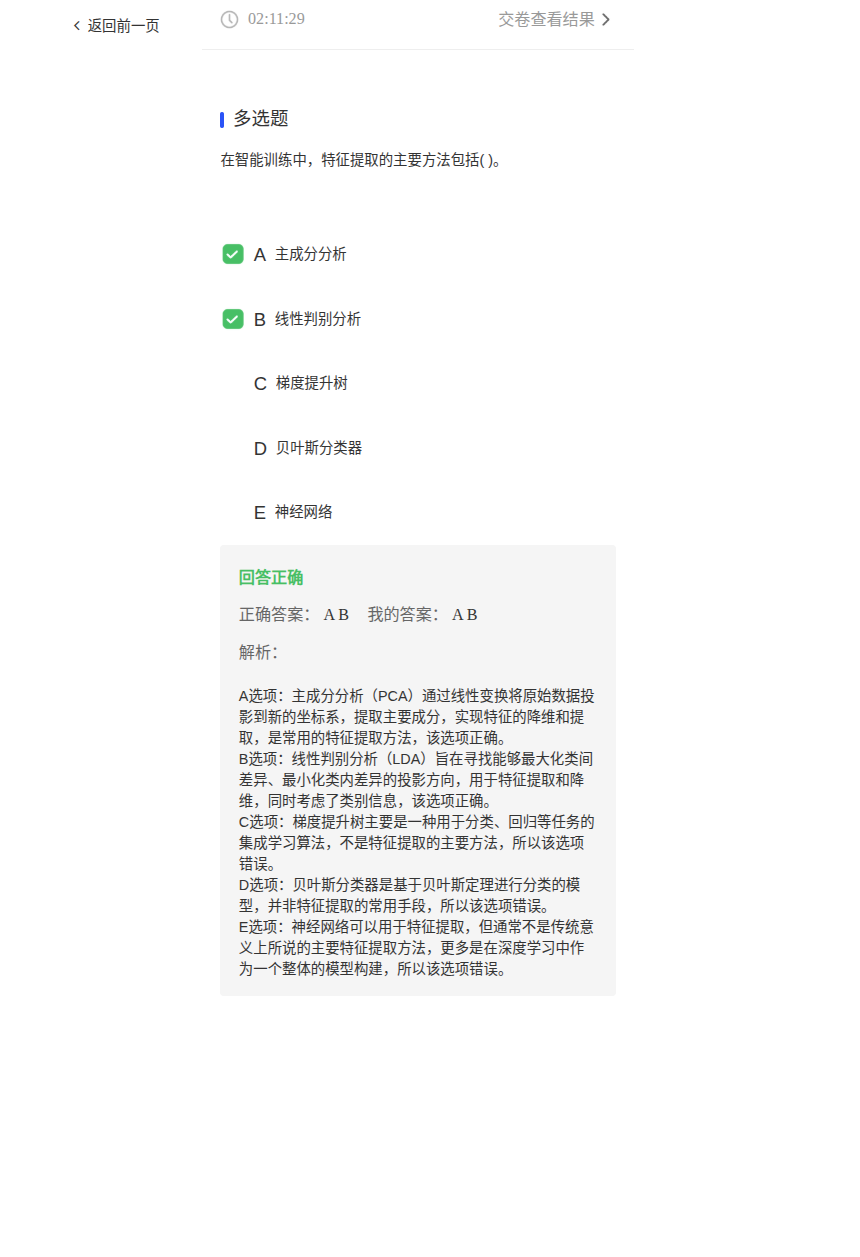 返回前一页
02:11:29
交卷查看结果
多选题
在智能训练中，特征提取的主要方法包括( )。
A 主成分分析
B 线性判别分析
C 梯度提升树
D 贝叶斯分类器
E 神经网络
回答正确
正确答案： A B 我的答案： A B
解析：
A选项：主成分分析（PCA）通过线性变换将原始数据投
影到新的坐标系，提取主要成分，实现特征的降维和提
取，是常用的特征提取方法，该选项正确。
B选项：线性判别分析（LDA）旨在寻找能够最大化类间
差异、最小化类内差异的投影方向，用于特征提取和降
维，同时考虑了类别信息，该选项正确。
C选项：梯度提升树主要是一种用于分类、回归等任务的
集成学习算法，不是特征提取的主要方法，所以该选项
错误。
D选项：贝叶斯分类器是基于贝叶斯定理进行分类的模
型，并非特征提取的常用手段，所以该选项错误。
E选项：神经网络可以用于特征提取，但通常不是传统意
义上所说的主要特征提取方法，更多是在深度学习中作
为一个整体的模型构建，所以该选项错误。